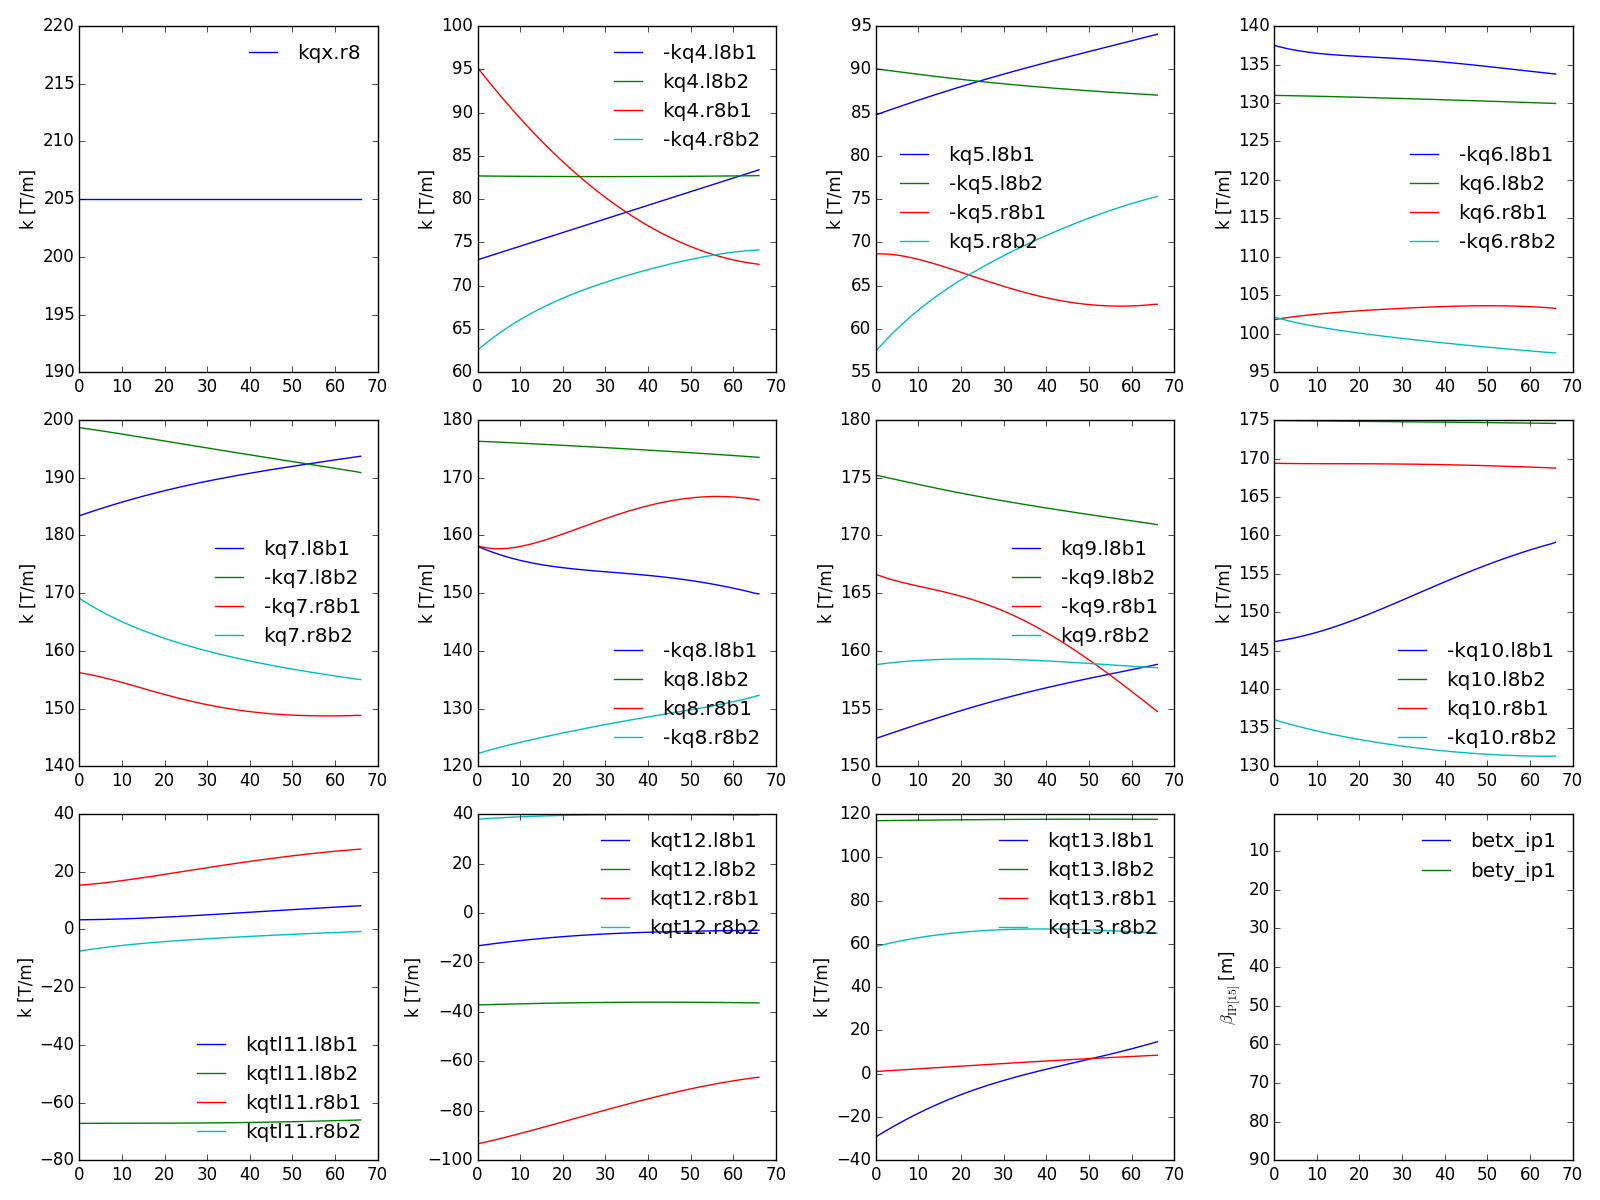 220
215
210
205
200
195
190
k [T/m]
kqx.r8
0 10 20 30 40 50 60 70
100
95
90
85
80
75
70
65
60
k [T/m]
-kq4.l8b1
kq4.l8b2
kq4.r8b1
-kq4.r8b2
0 10 20 30 40 50 60 70
95
90
85
80
75
70
65
60
55
k [T/m]
kq5.l8b1
-kq5.l8b2
-kq5.r8b1
kq5.r8b2
0 10 20 30 40 50 60 70
140
135
130
125
120
115
110
105
100
95
k [T/m]
-kq6.l8b1
kq6.l8b2
kq6.r8b1
-kq6.r8b2
0 10 20 30 40 50 60 70
200
190
180
170
160
150
140
k [T/m]
kq7.l8b1
-kq7.l8b2
-kq7.r8b1
kq7.r8b2
0 10 20 30 40 50 60 70
180
170
160
150
140
130
120
k [T/m]
-kq8.l8b1
kq8.l8b2
kq8.r8b1
-kq8.r8b2
0 10 20 30 40 50 60 70
180
175
170
165
160
155
150
k [T/m]
kq9.l8b1
-kq9.l8b2
-kq9.r8b1
kq9.r8b2
0 10 20 30 40 50 60 70
175
170
165
160
155
150
145
140
135
130
k [T/m]
-kq10.l8b1
kq10.l8b2
kq10.r8b1
-kq10.r8b2
0 10 20 30 40 50 60 70
40
20
0
−20
−40
−60
−80
k [T/m]
kqtl11.l8b1
kqtl11.l8b2
kqtl11.r8b1
kqtl11.r8b2
0 10 20 30 40 50 60 70
40
20
0
−20
−40
−60
−80
−100
k [T/m]
kqt12.l8b1
kqt12.l8b2
kqt12.r8b1
kqt12.r8b2
0 10 20 30 40 50 60 70
120
100
80
60
40
20
0
−20
−40
k [T/m]
kqt13.l8b1
kqt13.l8b2
kqt13.r8b1
kqt13.r8b2
0 10 20 30 40 50 60 70
10
20
30
40
50
60
70
80
90
βIP[15] [m]
betx_ip1
bety_ip1
0 10 20 30 40 50 60 70